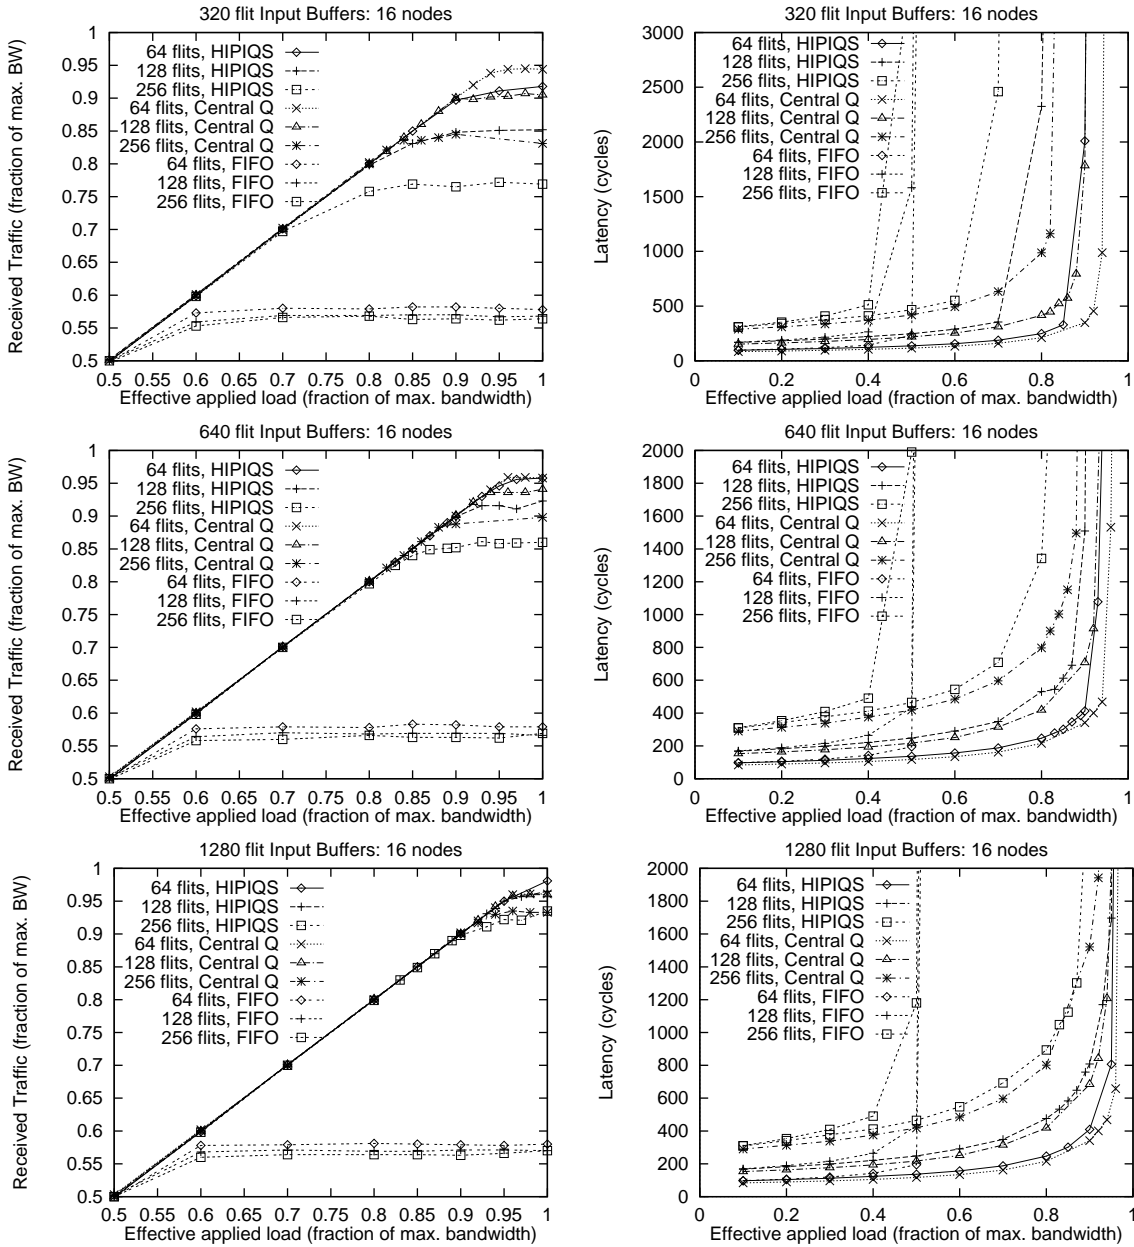 320 flit Input Buffers: 16 nodes
Received Traffic (fraction of max. BW)
1
0.95
0.9
0.85
0.8
0.75
0.7
0.65
0.6
0.55
0.5
64 flits, HIPIQS
128 flits, HIPIQS
256 flits, HIPIQS
64 flits, Central Q
128 flits, Central Q
256 flits, Central Q
64 flits, FIFO
128 flits, FIFO
256 flits, FIFO
0.5 0.55 0.6 0.65 0.7 0.75 0.8 0.85 0.9 0.95 1
Effective applied load (fraction of max. bandwidth)
320 flit Input Buffers: 16 nodes
Latency (cycles)
3000
2500
2000
1500
1000
500
0
64 flits, HIPIQS
128 flits, HIPIQS
256 flits, HIPIQS
64 flits, Central Q
128 flits, Central Q
256 flits, Central Q
64 flits, FIFO
128 flits, FIFO
256 flits, FIFO
0 0.2 0.4 0.6 0.8 1
Effective applied load (fraction of max. bandwidth)
640 flit Input Buffers: 16 nodes
Received Traffic (fraction of max. BW)
1
0.95
0.9
0.85
0.8
0.75
0.7
0.65
0.6
0.55
0.5
64 flits, HIPIQS
128 flits, HIPIQS
256 flits, HIPIQS
64 flits, Central Q
128 flits, Central Q
256 flits, Central Q
64 flits, FIFO
128 flits, FIFO
256 flits, FIFO
0.5 0.55 0.6 0.65 0.7 0.75 0.8 0.85 0.9 0.95 1
Effective applied load (fraction of max. bandwidth)
640 flit Input Buffers: 16 nodes
Latency (cycles)
2000
1800
1600
1400
1200
1000
800
600
400
200
0
64 flits, HIPIQS
128 flits, HIPIQS
256 flits, HIPIQS
64 flits, Central Q
128 flits, Central Q
256 flits, Central Q
64 flits, FIFO
128 flits, FIFO
256 flits, FIFO
0 0.2 0.4 0.6 0.8 1
Effective applied load (fraction of max. bandwidth)
1280 flit Input Buffers: 16 nodes
Received Traffic (fraction of max. BW)
1
0.95
0.9
0.85
0.8
0.75
0.7
0.65
0.6
0.55
0.5
64 flits, HIPIQS
128 flits, HIPIQS
256 flits, HIPIQS
64 flits, Central Q
128 flits, Central Q
256 flits, Central Q
64 flits, FIFO
128 flits, FIFO
256 flits, FIFO
0.5 0.55 0.6 0.65 0.7 0.75 0.8 0.85 0.9 0.95 1
Effective applied load (fraction of max. bandwidth)
1280 flit Input Buffers: 16 nodes
Latency (cycles)
2000
1800
1600
1400
1200
1000
800
600
400
200
0
64 flits, HIPIQS
128 flits, HIPIQS
256 flits, HIPIQS
64 flits, Central Q
128 flits, Central Q
256 flits, Central Q
64 flits, FIFO
128 flits, FIFO
256 flits, FIFO
0 0.2 0.4 0.6 0.8 1
Effective applied load (fraction of max. bandwidth)